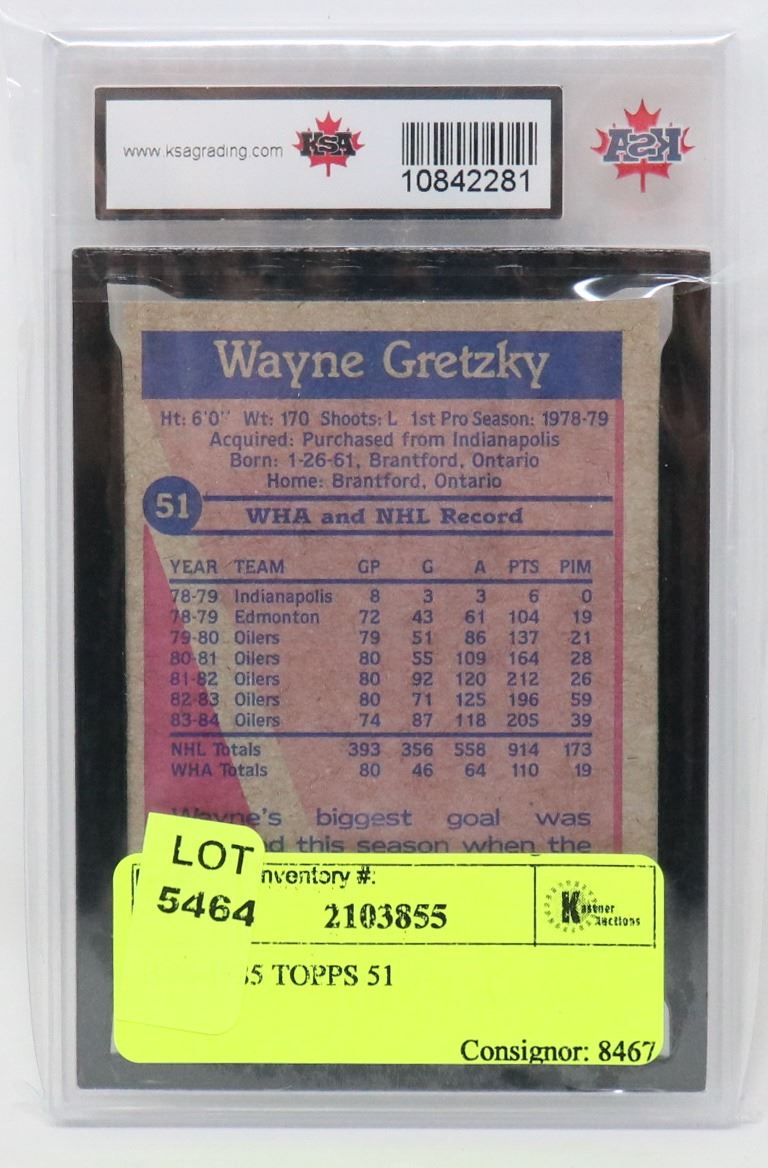 www.ksagrading.com KSA
10842281
KSA
Wayne Gretzky
Ht: 6'0" Wt: 170 Shoots: L 1st Pro Season: 1978-79
Acquired: Purchased from Indianapolis
Born: 1-26-61, Brantford, Ontario
Home: Brantford, Ontario
51 WHA and NHL Record
YEAR TEAM GP G A PTS PIM
78-79 Indianapolis 8 3 3 6 0
78-79 Edmonton 72 43 61 104 19
79-80 Oilers 79 51 86 137 21
80-81 Oilers 80 55 109 164 28
81-82 Oilers 80 92 120 212 26
82-83 Oilers 80 71 125 196 59
83-84 Oilers 74 87 118 205 39
NHL Totals 393 356 558 914 173
WHA Totals 80 46 64 110 19
Wayne's biggest goal was
this season when the
LOT
5464
Inventory #:
2103855
Kastner
Auctions
TOPPS 51
Consignor: 8467